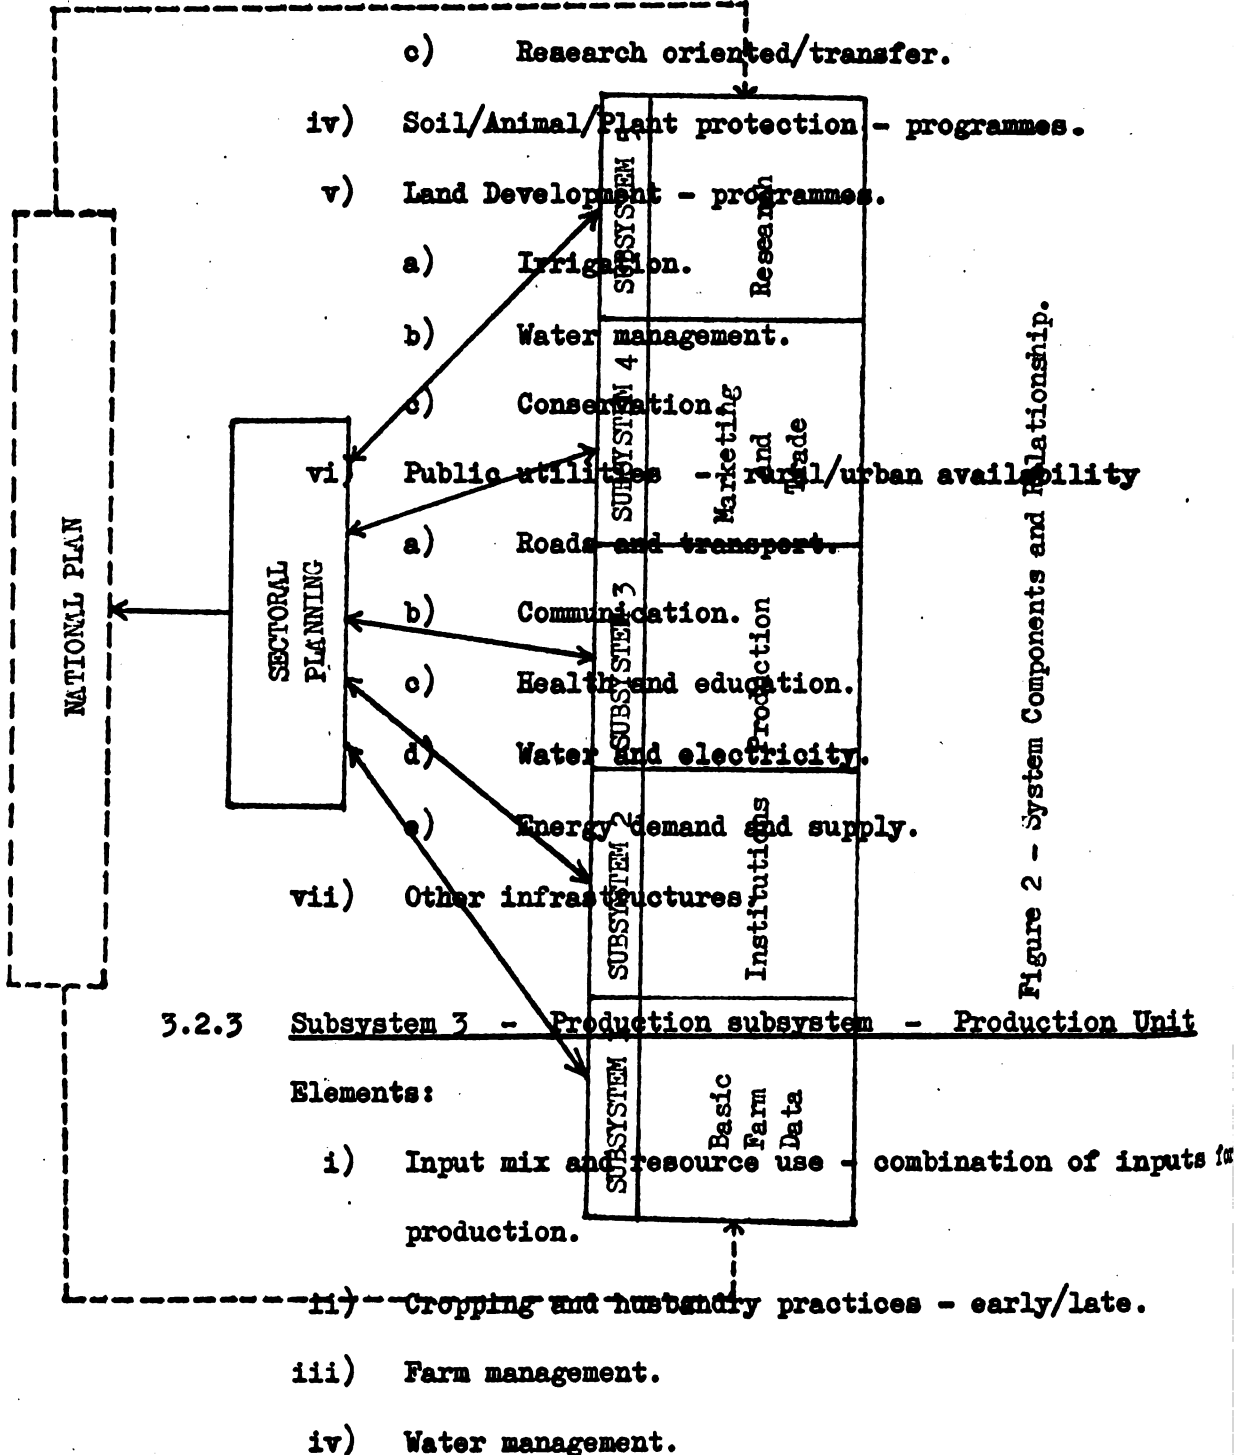 c) Research oriented/transfer.
iv) Soil/Animal/Plant protection - programmes.
v) Land Development - programmes.
a) Irrigation.
b) Water management.
c) Conservation.
vi) Public utilities - rural/urban availability
a) Roads and transport.
b) Communication.
c) Health and education.
d) Water and electricity.
e) Energy demand and supply.
vii) Other infrastructures.
3.2.3 Subsystem 3 - Production subsystem - Production Unit
Elements:
i) Input mix and resource use - combination of inputs for
production.
ii) Cropping and husbandry practices - early/late.
iii) Farm management.
iv) Water management.
NATIONAL PLAN
SECTORAL
PLANNING
SUBSYSTEM 5
Research
SUBSYSTEM 4
Marketing
and
Trade
SUBSYSTEM 3
Production
SUBSYSTEM 2
Institutions
SUBSYSTEM
Basic
Farm
Data
Figure 2 - System Components and Relationship.